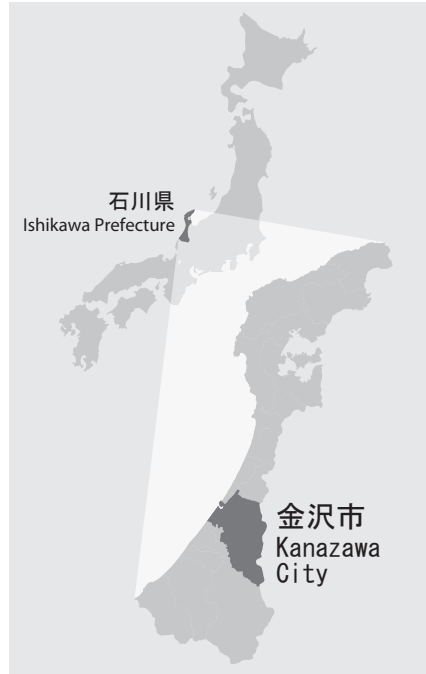 石川県
Ishikawa Prefecture
金沢市
Kanazawa
City